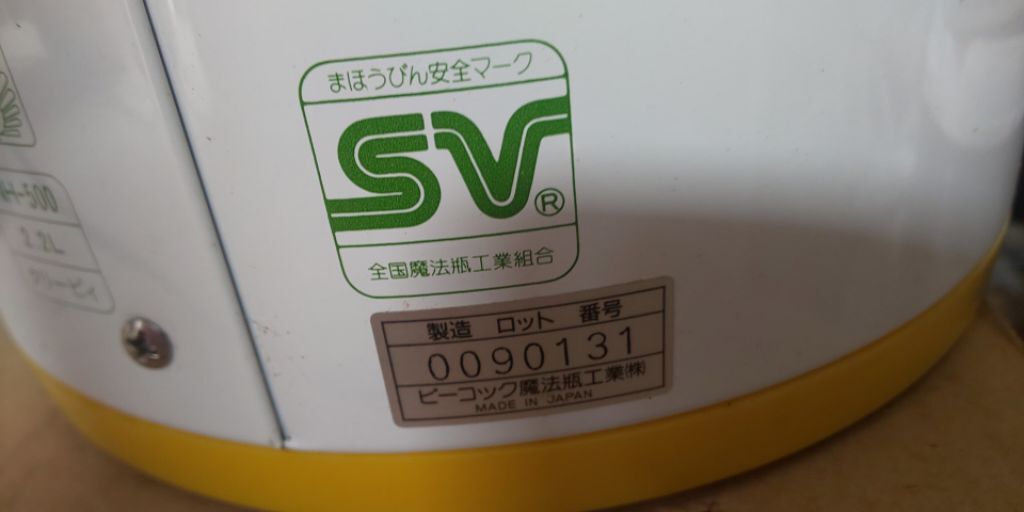 H-500
2.2L
まほうびん安全マーク
SV
®
全国魔法瓶工業組合
製造 ロット 番号
0090131
ピーコック魔法瓶工業㈱
MADE IN JAPAN